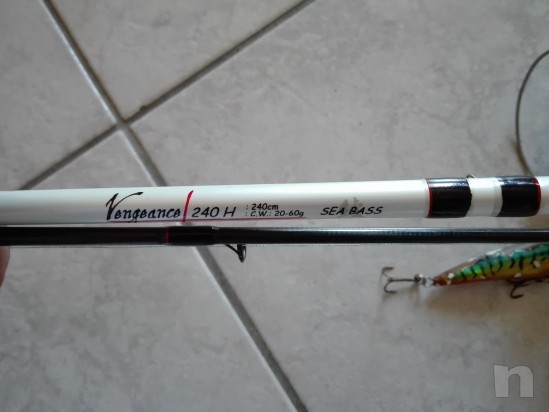 Vengeance 240 H : 240cm
: C.W.: 20-60g SEA BASS
n